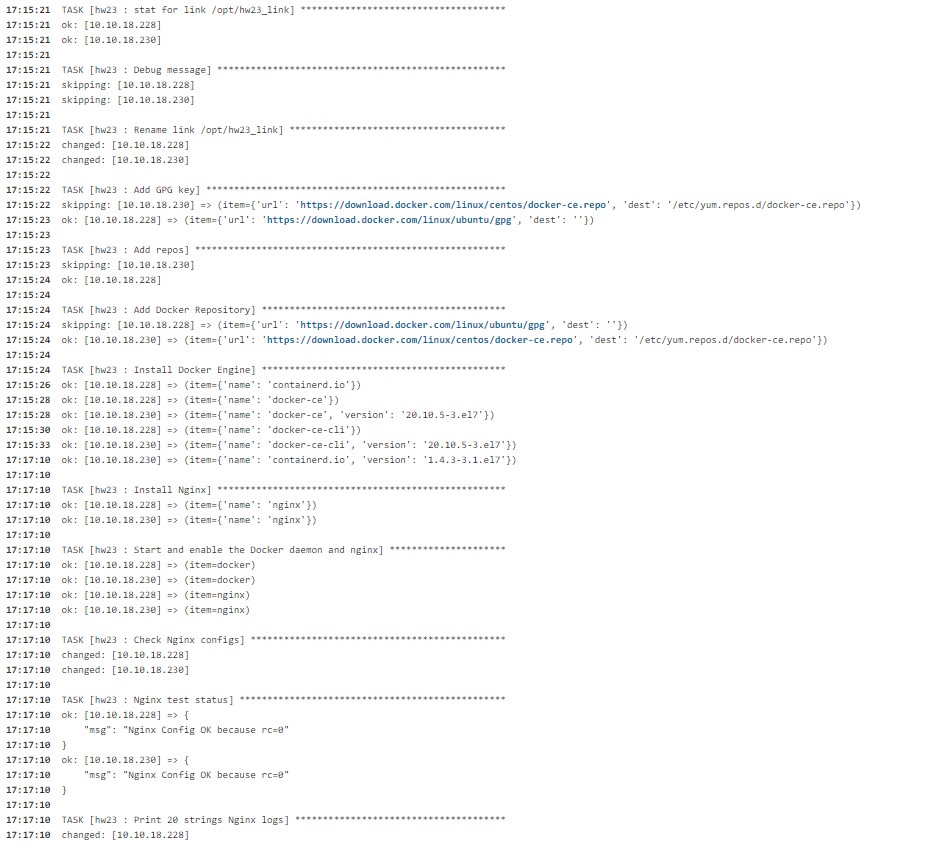 17:15:21 TASK [hw23 : stat for link /opt/hw23_link] *************************************
17:15:21 ok: [10.10.18.228]
17:15:21 ok: [10.10.18.230]
17:15:21
17:15:21 TASK [hw23 : Debug message] ****************************************************
17:15:21 skipping: [10.10.18.228]
17:15:21 skipping: [10.10.18.230]
17:15:21
17:15:21 TASK [hw23 : Rename link /opt/hw23_link] ***************************************
17:15:22 changed: [10.10.18.228]
17:15:22 changed: [10.10.18.230]
17:15:22
17:15:22 TASK [hw23 : Add GPG key] ******************************************************
17:15:22 skipping: [10.10.18.230] => (item={'url': 'https://download.docker.com/linux/centos/docker-ce.repo', 'dest': '/etc/yum.repos.d/docker-ce.repo'})
17:15:23 ok: [10.10.18.228] => (item={'url': 'https://download.docker.com/linux/ubuntu/gpg', 'dest': ''})
17:15:23
17:15:23 TASK [hw23 : Add repos] ********************************************************
17:15:23 skipping: [10.10.18.230]
17:15:24 ok: [10.10.18.228]
17:15:24
17:15:24 TASK [hw23 : Add Docker Repository] ********************************************
17:15:24 skipping: [10.10.18.228] => (item={'url': 'https://download.docker.com/linux/ubuntu/gpg', 'dest': ''})
17:15:24 ok: [10.10.18.230] => (item={'url': 'https://download.docker.com/linux/centos/docker-ce.repo', 'dest': '/etc/yum.repos.d/docker-ce.repo'})
17:15:24
17:15:24 TASK [hw23 : Install Docker Engine] ********************************************
17:15:26 ok: [10.10.18.228] => (item={'name': 'containerd.io'})
17:15:28 ok: [10.10.18.228] => (item={'name': 'docker-ce'})
17:15:28 ok: [10.10.18.230] => (item={'name': 'docker-ce', 'version': '20.10.5-3.el7'})
17:15:30 ok: [10.10.18.228] => (item={'name': 'docker-ce-cli'})
17:15:33 ok: [10.10.18.230] => (item={'name': 'docker-ce-cli', 'version': '20.10.5-3.el7'})
17:17:10 ok: [10.10.18.230] => (item={'name': 'containerd.io', 'version': '1.4.3-3.1.el7'})
17:17:10
17:17:10 TASK [hw23 : Install Nginx] ****************************************************
17:17:10 ok: [10.10.18.228] => (item={'name': 'nginx'})
17:17:10 ok: [10.10.18.230] => (item={'name': 'nginx'})
17:17:10
17:17:10 TASK [hw23 : Start and enable the Docker daemon and nginx] *********************
17:17:10 ok: [10.10.18.228] => (item=docker)
17:17:10 ok: [10.10.18.230] => (item=docker)
17:17:10 ok: [10.10.18.228] => (item=nginx)
17:17:10 ok: [10.10.18.230] => (item=nginx)
17:17:10
17:17:10 TASK [hw23 : Check Nginx configs] **********************************************
17:17:10 changed: [10.10.18.228]
17:17:10 changed: [10.10.18.230]
17:17:10
17:17:10 TASK [hw23 : Nginx test status] ************************************************
17:17:10 ok: [10.10.18.228] => {
17:17:10 "msg": "Nginx Config OK because rc=0"
17:17:10 }
17:17:10 ok: [10.10.18.230] => {
17:17:10 "msg": "Nginx Config OK because rc=0"
17:17:10 }
17:17:10
17:17:10 TASK [hw23 : Print 20 strings Nginx logs] **************************************
17:17:10 changed: [10.10.18.228]